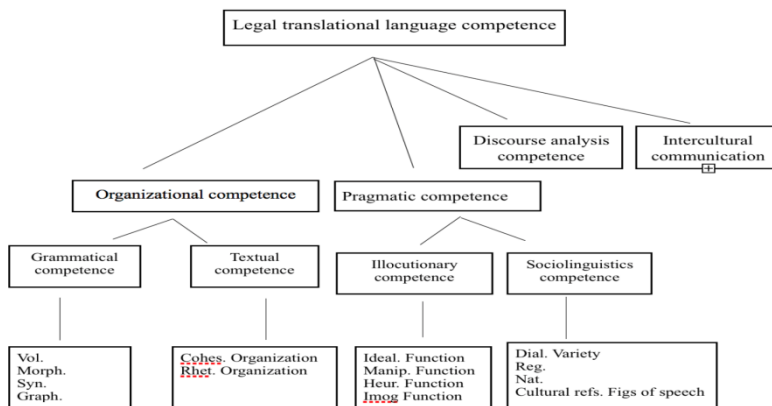 Legal translational language competence
Discourse analysis
competence
Intercultural
communication
Organizational competence
Pragmatic competence
Grammatical
competence
Textual
competence
Illocutionary
competence
Sociolinguistics
competence
Vol.
Morph.
Syn.
Graph.
Cohes. Organization
Rhet. Organization
Ideal. Function
Manip. Function
Heur. Function
Imog Function
Dial. Variety
Reg.
Nat.
Cultural refs. Figs of speech